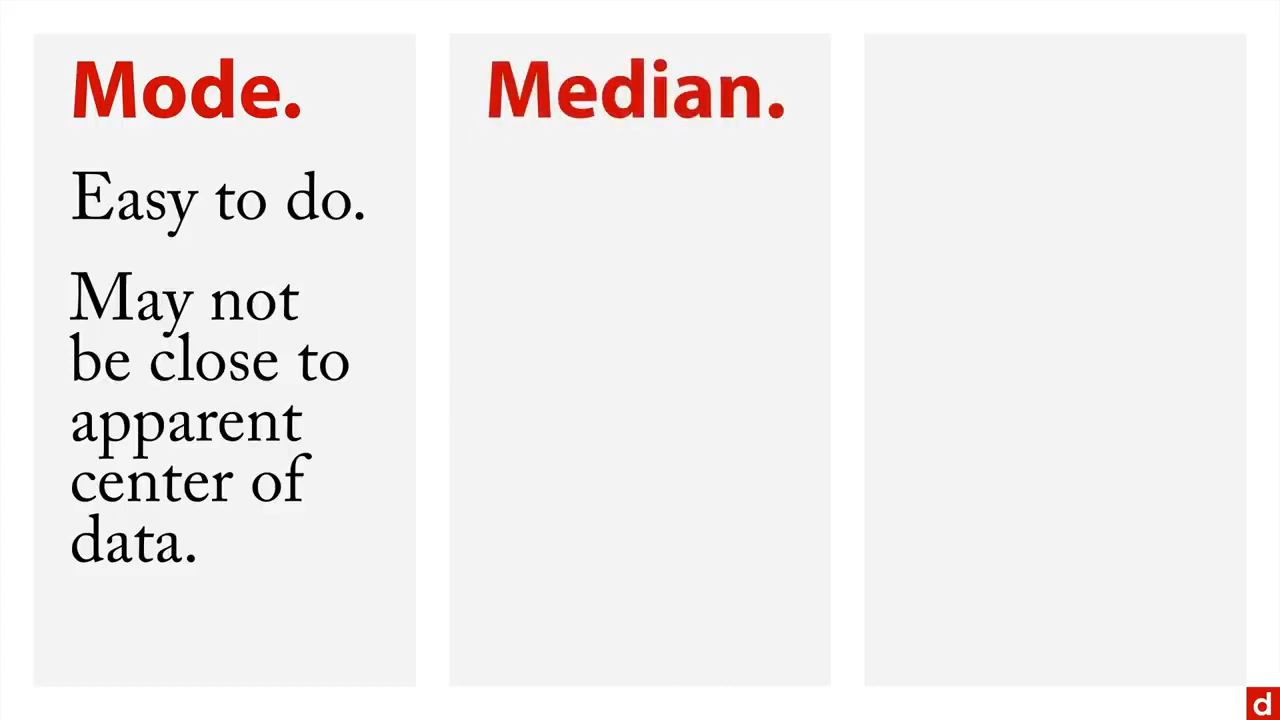 Mode.
Easy to do.
May not
be close to
apparent
center of
data.
Median.
d